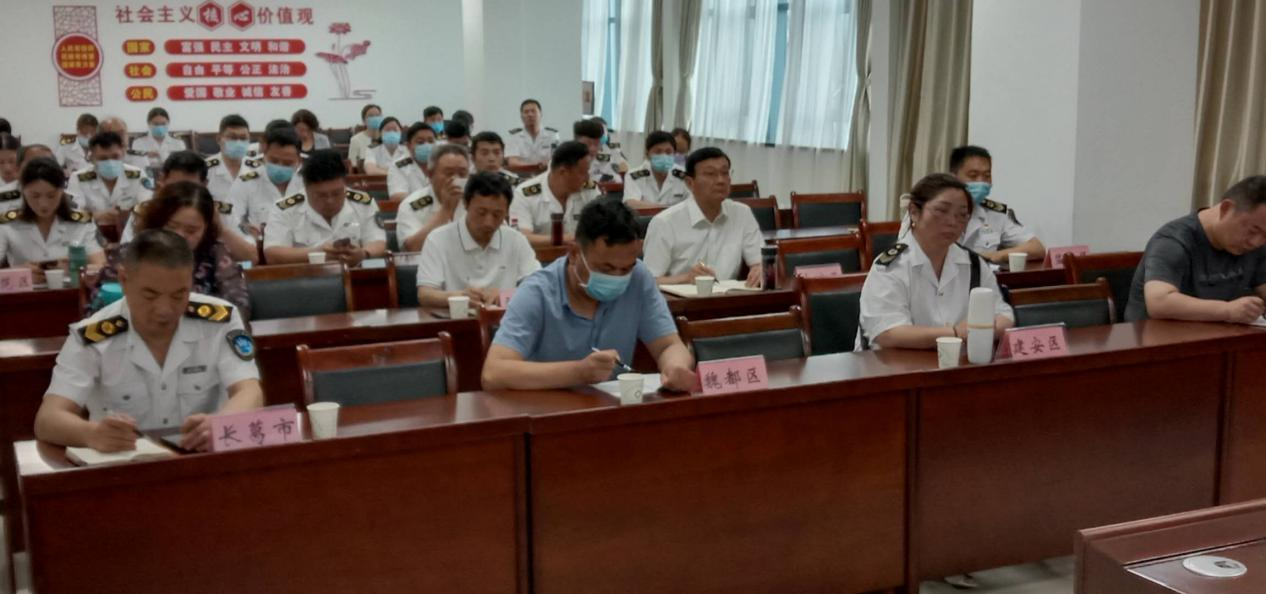 社会主义核心价值观
国家 富强 民主 文明 和谐
社会 自由 平等 公正 法治
公民 爱国 敬业 诚信 友善
长葛市
魏都区
建安区